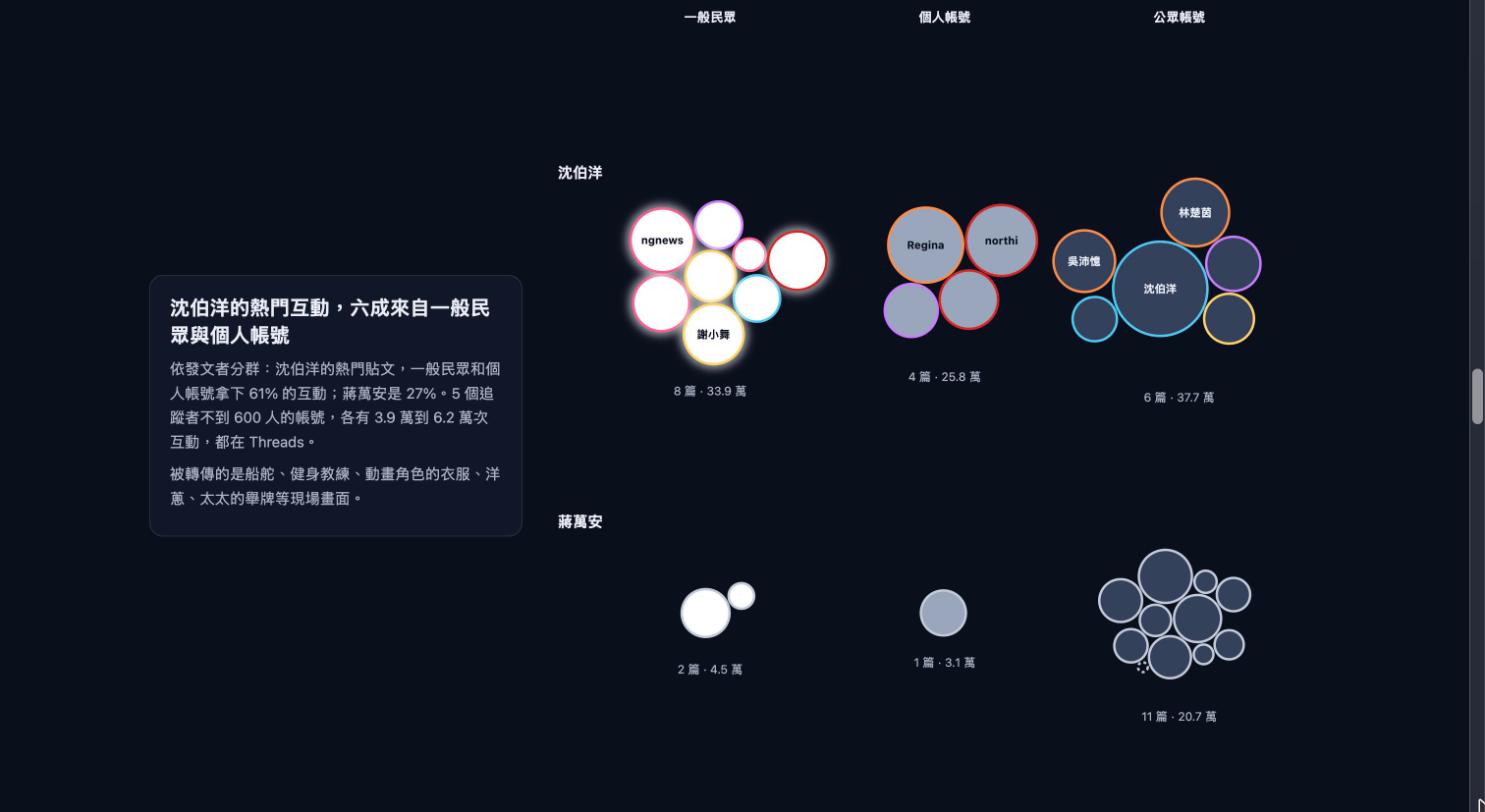 一般民眾
個人帳號
公眾帳號
沈伯洋
ngnews
謝小舞
8 篇 · 33.9 萬
Regina
northi
4 篇 · 25.8 萬
林楚茵
吳沛憶
沈伯洋
6 篇 · 37.7 萬
沈伯洋的熱門互動，六成來自一般民
眾與個人帳號
依發文者分群：沈伯洋的熱門貼文，一般民眾和個
人帳號拿下 61% 的互動；蔣萬安是 27%。5 個追
蹤者不到 600 人的帳號，各有 3.9 萬到 6.2 萬次
互動，都在 Threads。
被轉傳的是船舵、健身教練、動畫角色的衣服、洋
蔥、太太的舉牌等現場畫面。
蔣萬安
2 篇 · 4.5 萬
1 篇 · 3.1 萬
11 篇 · 20.7 萬